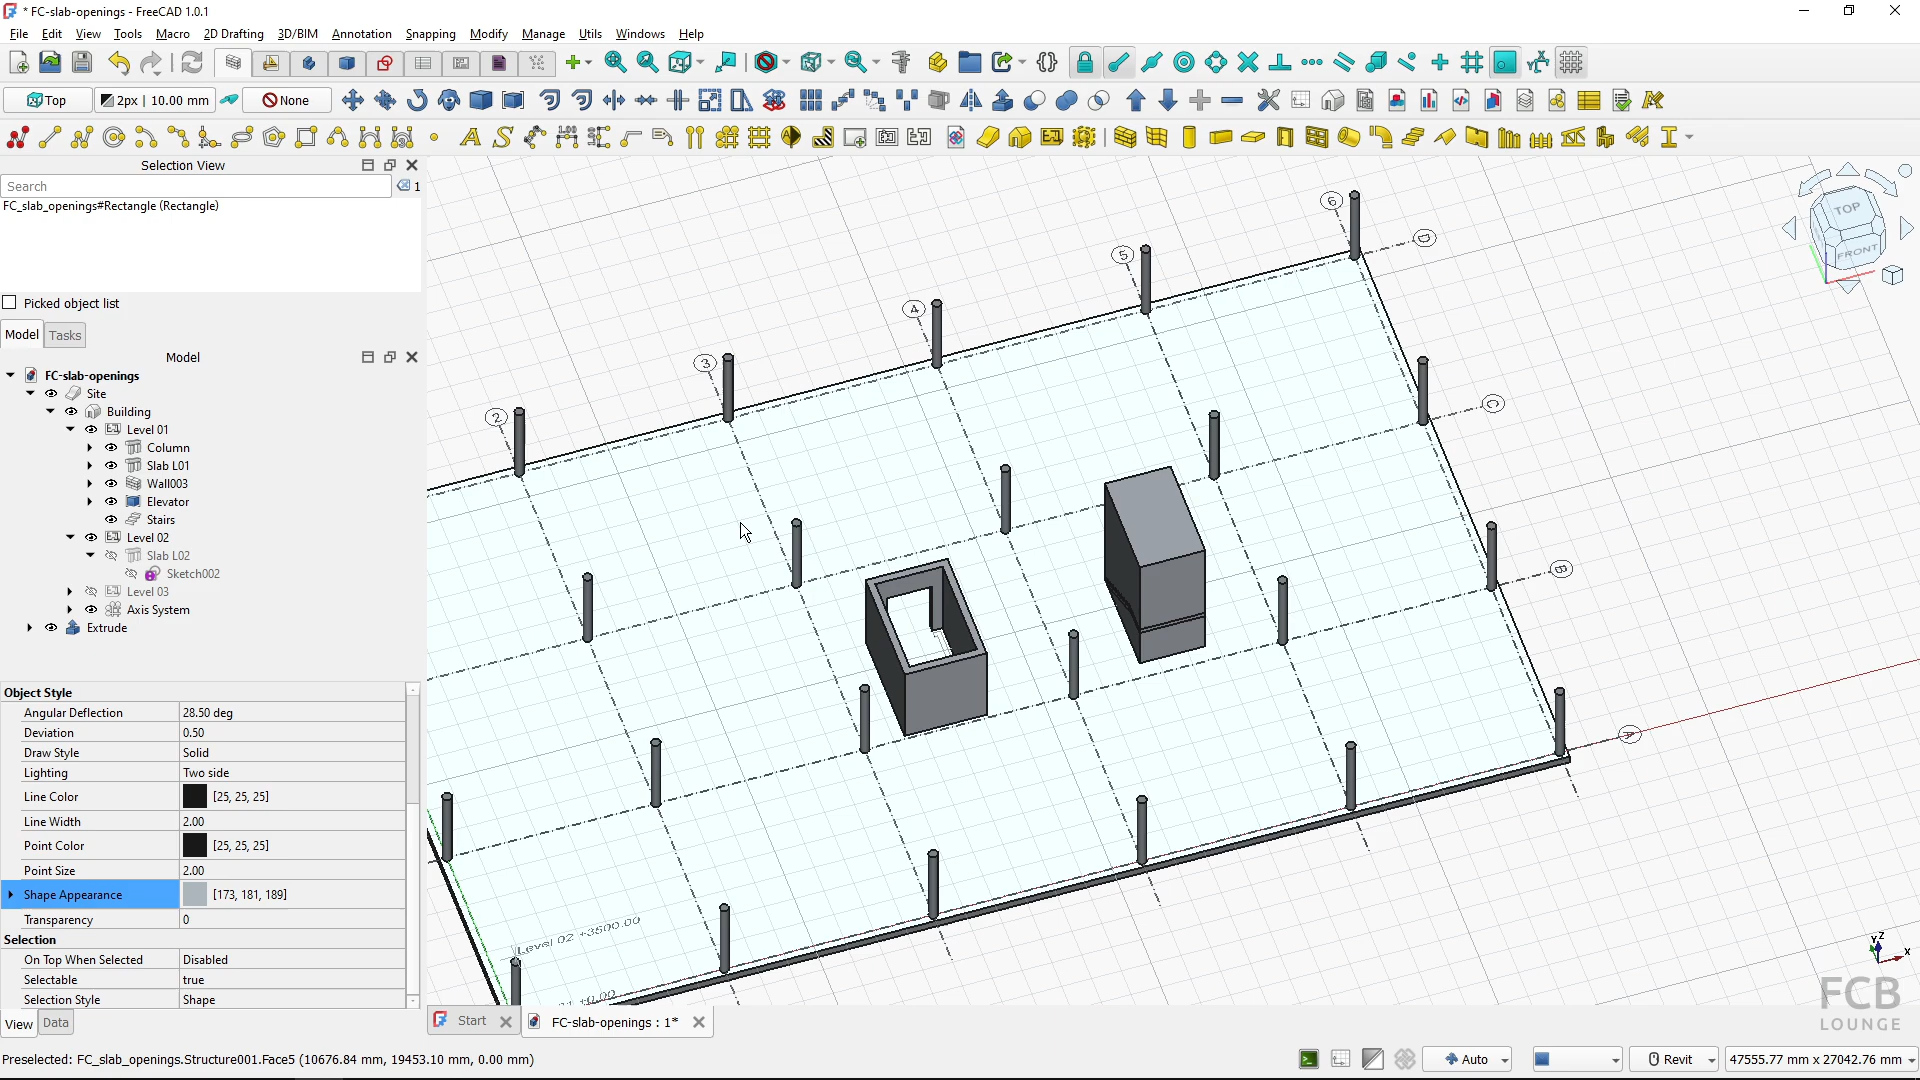 * FC-slab-openings - FreeCAD 1.0.1
File Edit View Tools Macro 2D Drafting 3D/BIM Annotation Snapping Modify Manage Utils Windows Help
Top 2px | 10.00 mm None
Selection View
Search 1
FC_slab_openings#Rectangle (Rectangle)
Picked object list
Model Tasks
Model
FC-slab-openings
Site
Building
Level 01
Column
Slab L01
Wall003
Elevator
Stairs
Level 02
Slab L02
Sketch002
Level 03
Axis System
Extrude
Object Style
Angular Deflection 28.50 deg
Deviation 0.50
Draw Style Solid
Lighting Two side
Line Color [25, 25, 25]
Line Width 2.00
Point Color [25, 25, 25]
Point Size 2.00
Shape Appearance [173, 181, 189]
Transparency 0
Selection
On Top When Selected Disabled
Selectable true
Selection Style Shape
View Data
6
D
5
4
C
3
2
B
A
TOP
FRONT
Level 02 +3500.00
+0.00
Z
Y
X
FCB
LOUNGE
Start FC-slab-openings : 1*
Preselected: FC_slab_openings.Structure001.Face5 (10676.84 mm, 19453.10 mm, 0.00 mm)
Auto Revit 47555.77 mm x 27042.76 mm